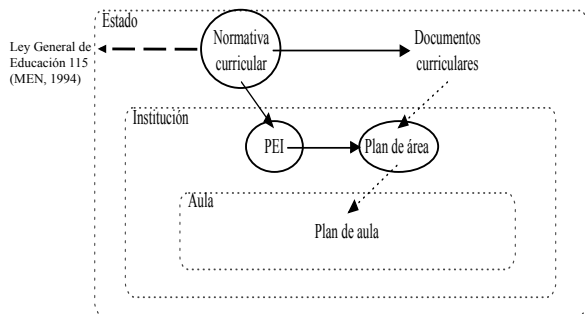 Estado
Ley General de
Educación 115
(MEN, 1994)
Normativa
curricular
Documentos
curriculares
Institución
PEI
Plan de área
Aula
Plan de aula